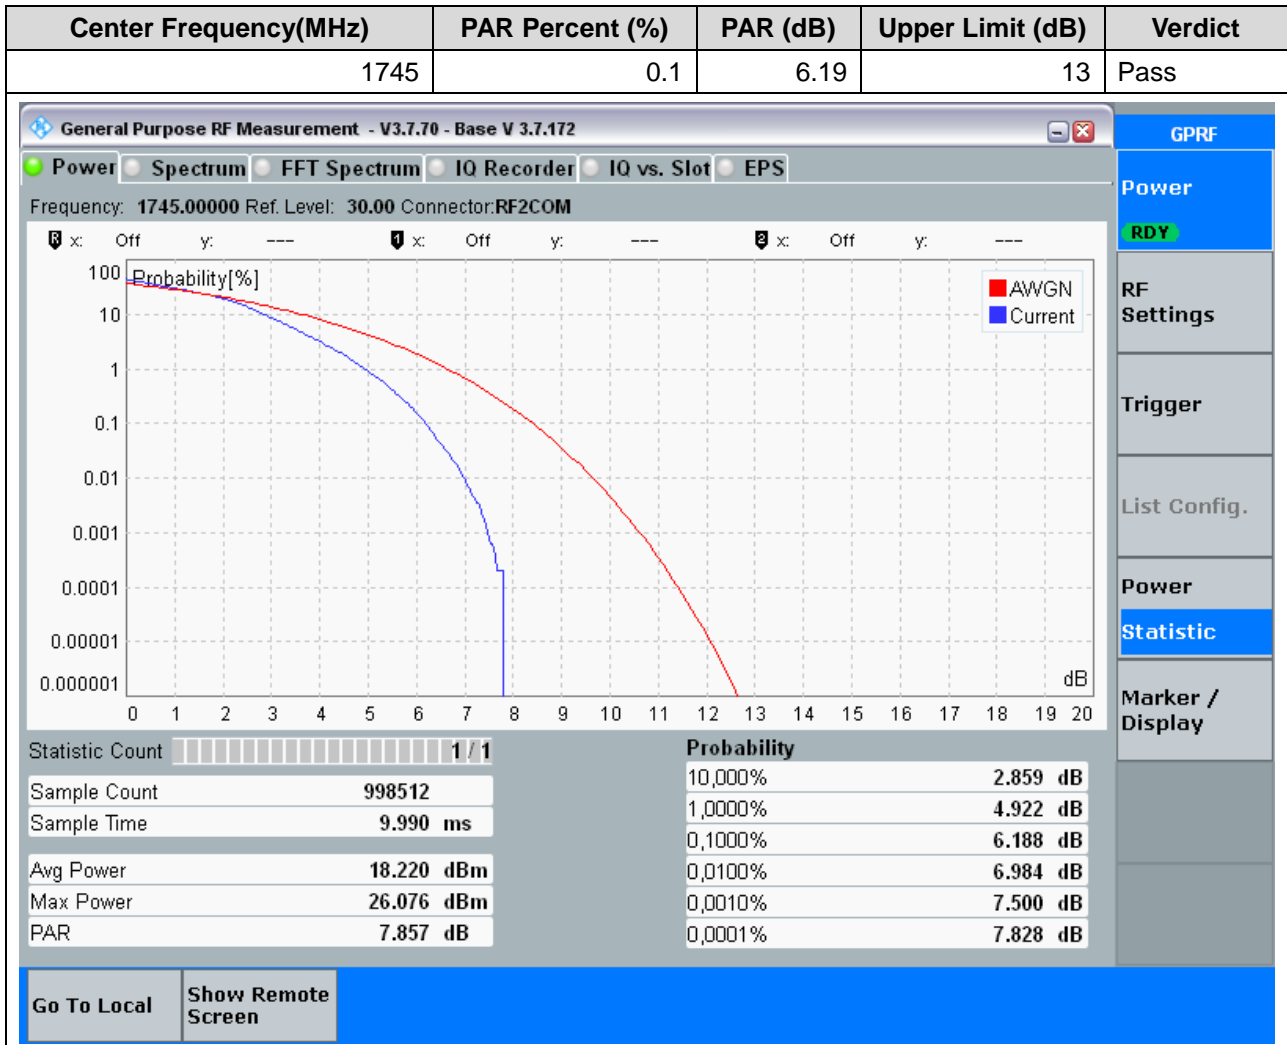 Center Frequency(MHz) PAR Percent (%) PAR (dB) Upper Limit (dB) Verdict
1745 0.1 6.19 13 Pass
General Purpose RF Measurement - V3.7.70 - Base V 3.7.172
GPRF
Power Spectrum FFT Spectrum IQ Recorder IQ vs. Slot EPS
Frequency: 1745.00000 Ref. Level: 30.00 Connector:RF2COM
R x: Off y: --- 1 x: Off y: --- 2 x: Off y: ---
Probability[%]
100
10
1
0.1
0.01
0.001
0.0001
0.00001
0.000001
AWGN
Current
dB
0 1 2 3 4 5 6 7 8 9 10 11 12 13 14 15 16 17 18 19 20
Statistic Count 1 / 1
Sample Count 998512
Sample Time 9.990 ms
Avg Power 18.220 dBm
Max Power 26.076 dBm
PAR 7.857 dB
Probability
10,000% 2.859 dB
1,0000% 4.922 dB
0,1000% 6.188 dB
0,0100% 6.984 dB
0,0010% 7.500 dB
0,0001% 7.828 dB
Power
RDY
RF
Settings
Trigger
List Config.
Power
Statistic
Marker /
Display
Go To Local
Show Remote
Screen